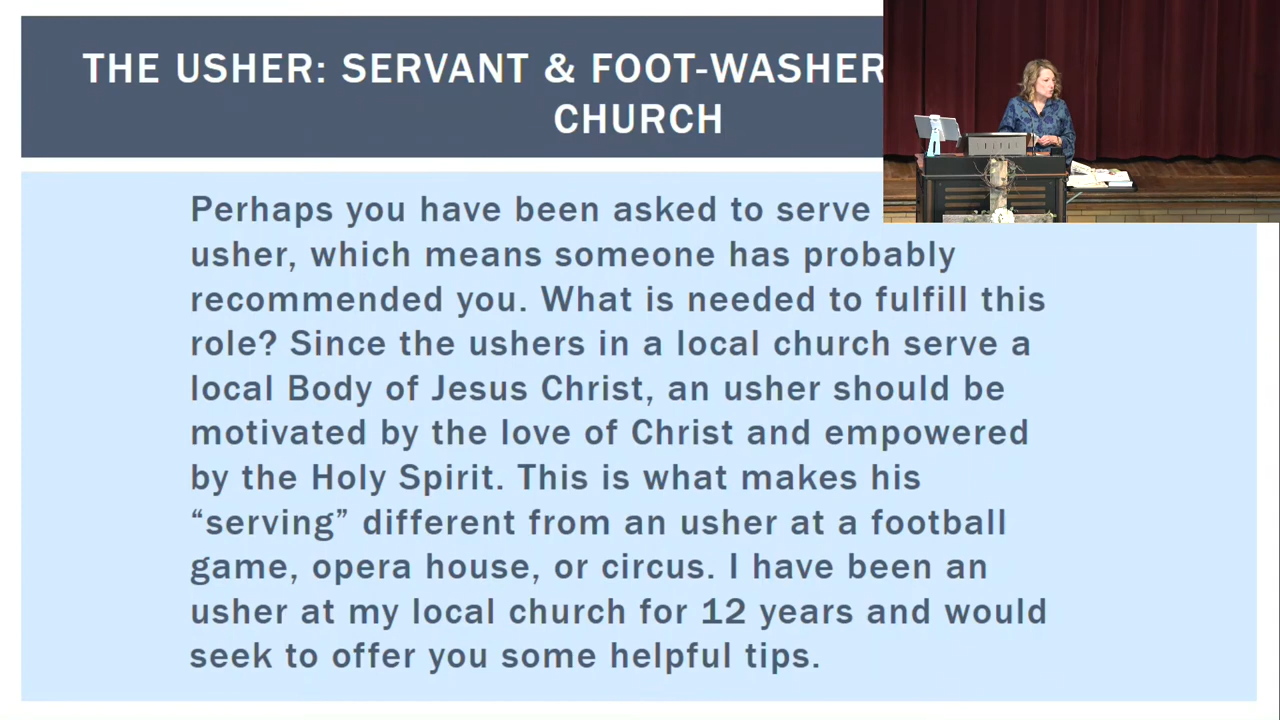 THE USHER: SERVANT & FOOT-WASHER
CHURCH
Perhaps you have been asked to serve
usher, which means someone has probably
recommended you. What is needed to fulfill this
role? Since the ushers in a local church serve a
local Body of Jesus Christ, an usher should be
motivated by the love of Christ and empowered
by the Holy Spirit. This is what makes his
“serving” different from an usher at a football
game, opera house, or circus. I have been an
usher at my local church for 12 years and would
seek to offer you some helpful tips.